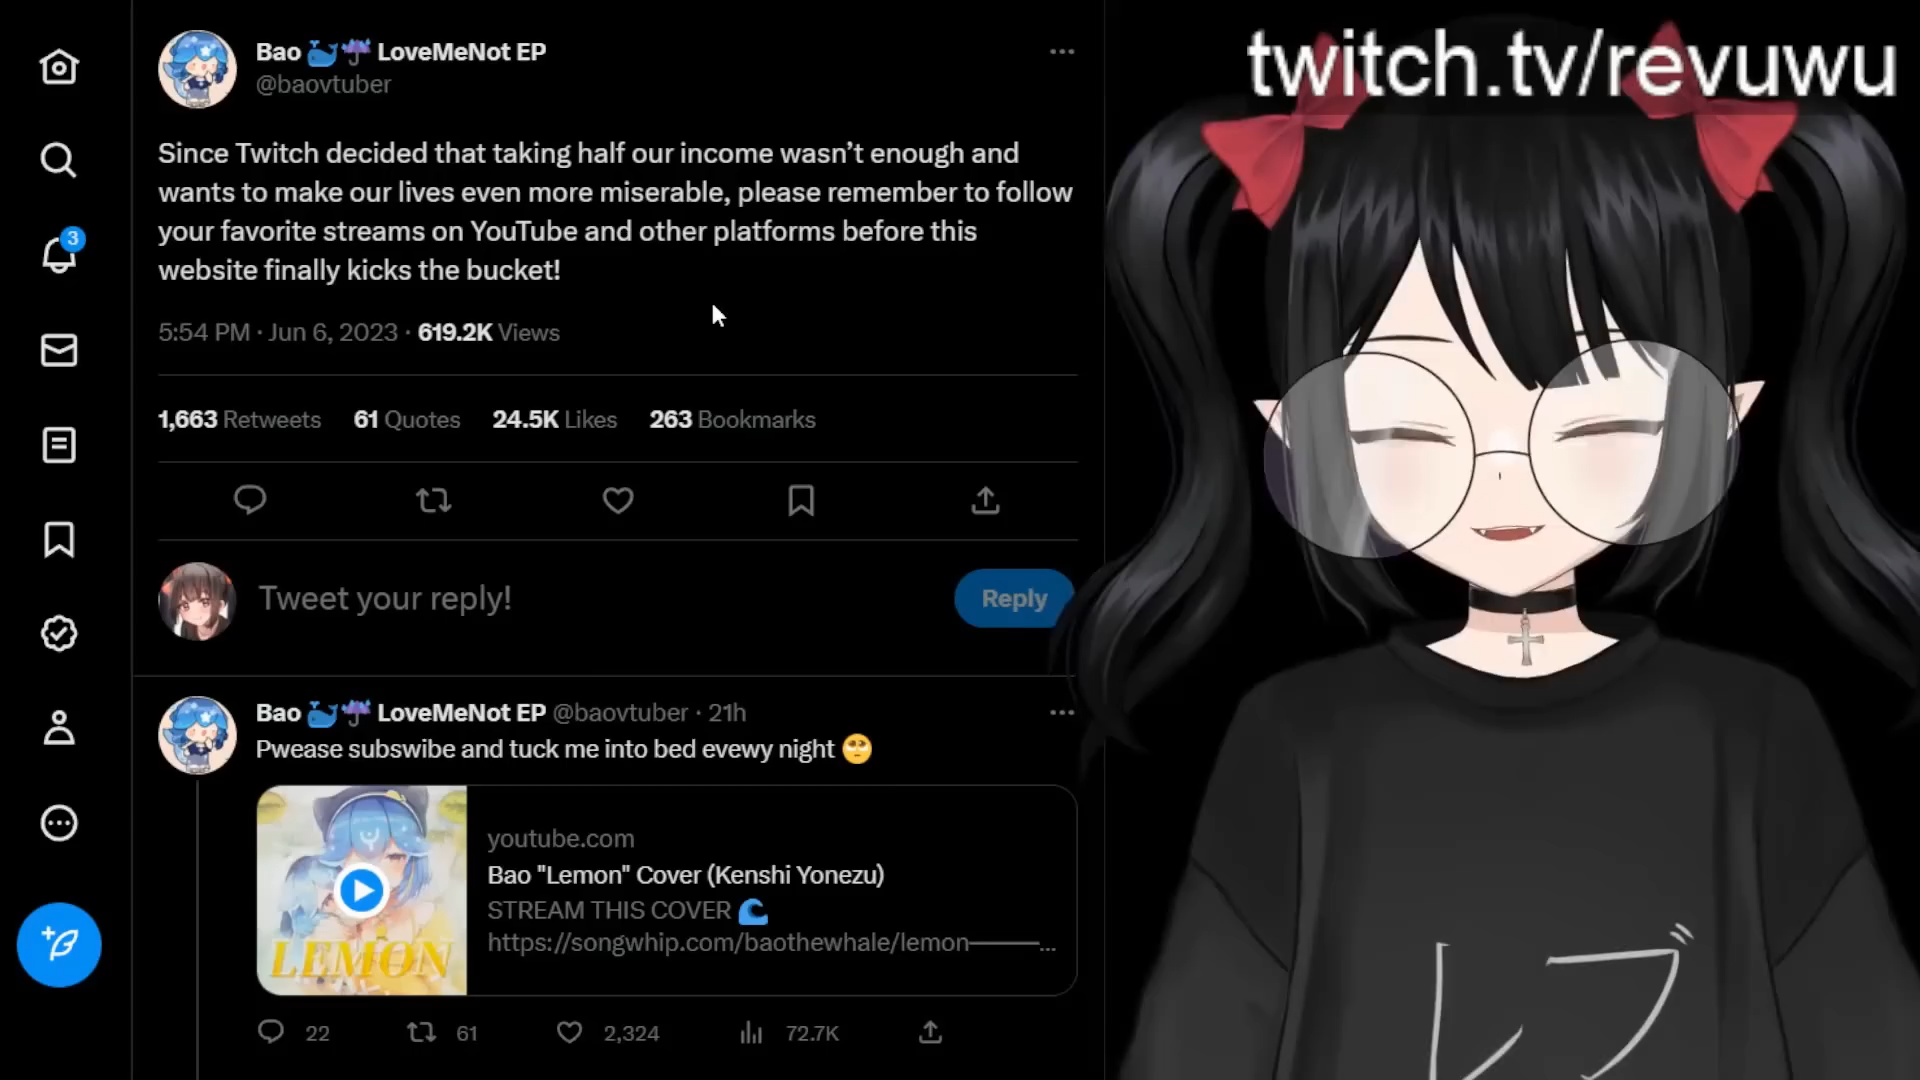 twitch.tv/revuwu
Bao 🐳☔ LoveMeNot EP
@baovtuber
Since Twitch decided that taking half our income wasn’t enough and
wants to make our lives even more miserable, please remember to follow
your favorite streams on YouTube and other platforms before this
website finally kicks the bucket!
5:54 PM · Jun 6, 2023 · 619.2K Views
1,663 Retweets 61 Quotes 24.5K Likes 263 Bookmarks
3
Tweet your reply!
Reply
Bao 🐳☔ LoveMeNot EP @baovtuber · 21h
Pwease subswibe and tuck me into bed evewy night 🥺
LEMON
youtube.com
Bao "Lemon" Cover (Kenshi Yonezu)
STREAM THIS COVER 🌊
https://songwhip.com/baothewhale/lemon———...
22 61 2,324 72.7K
レブ